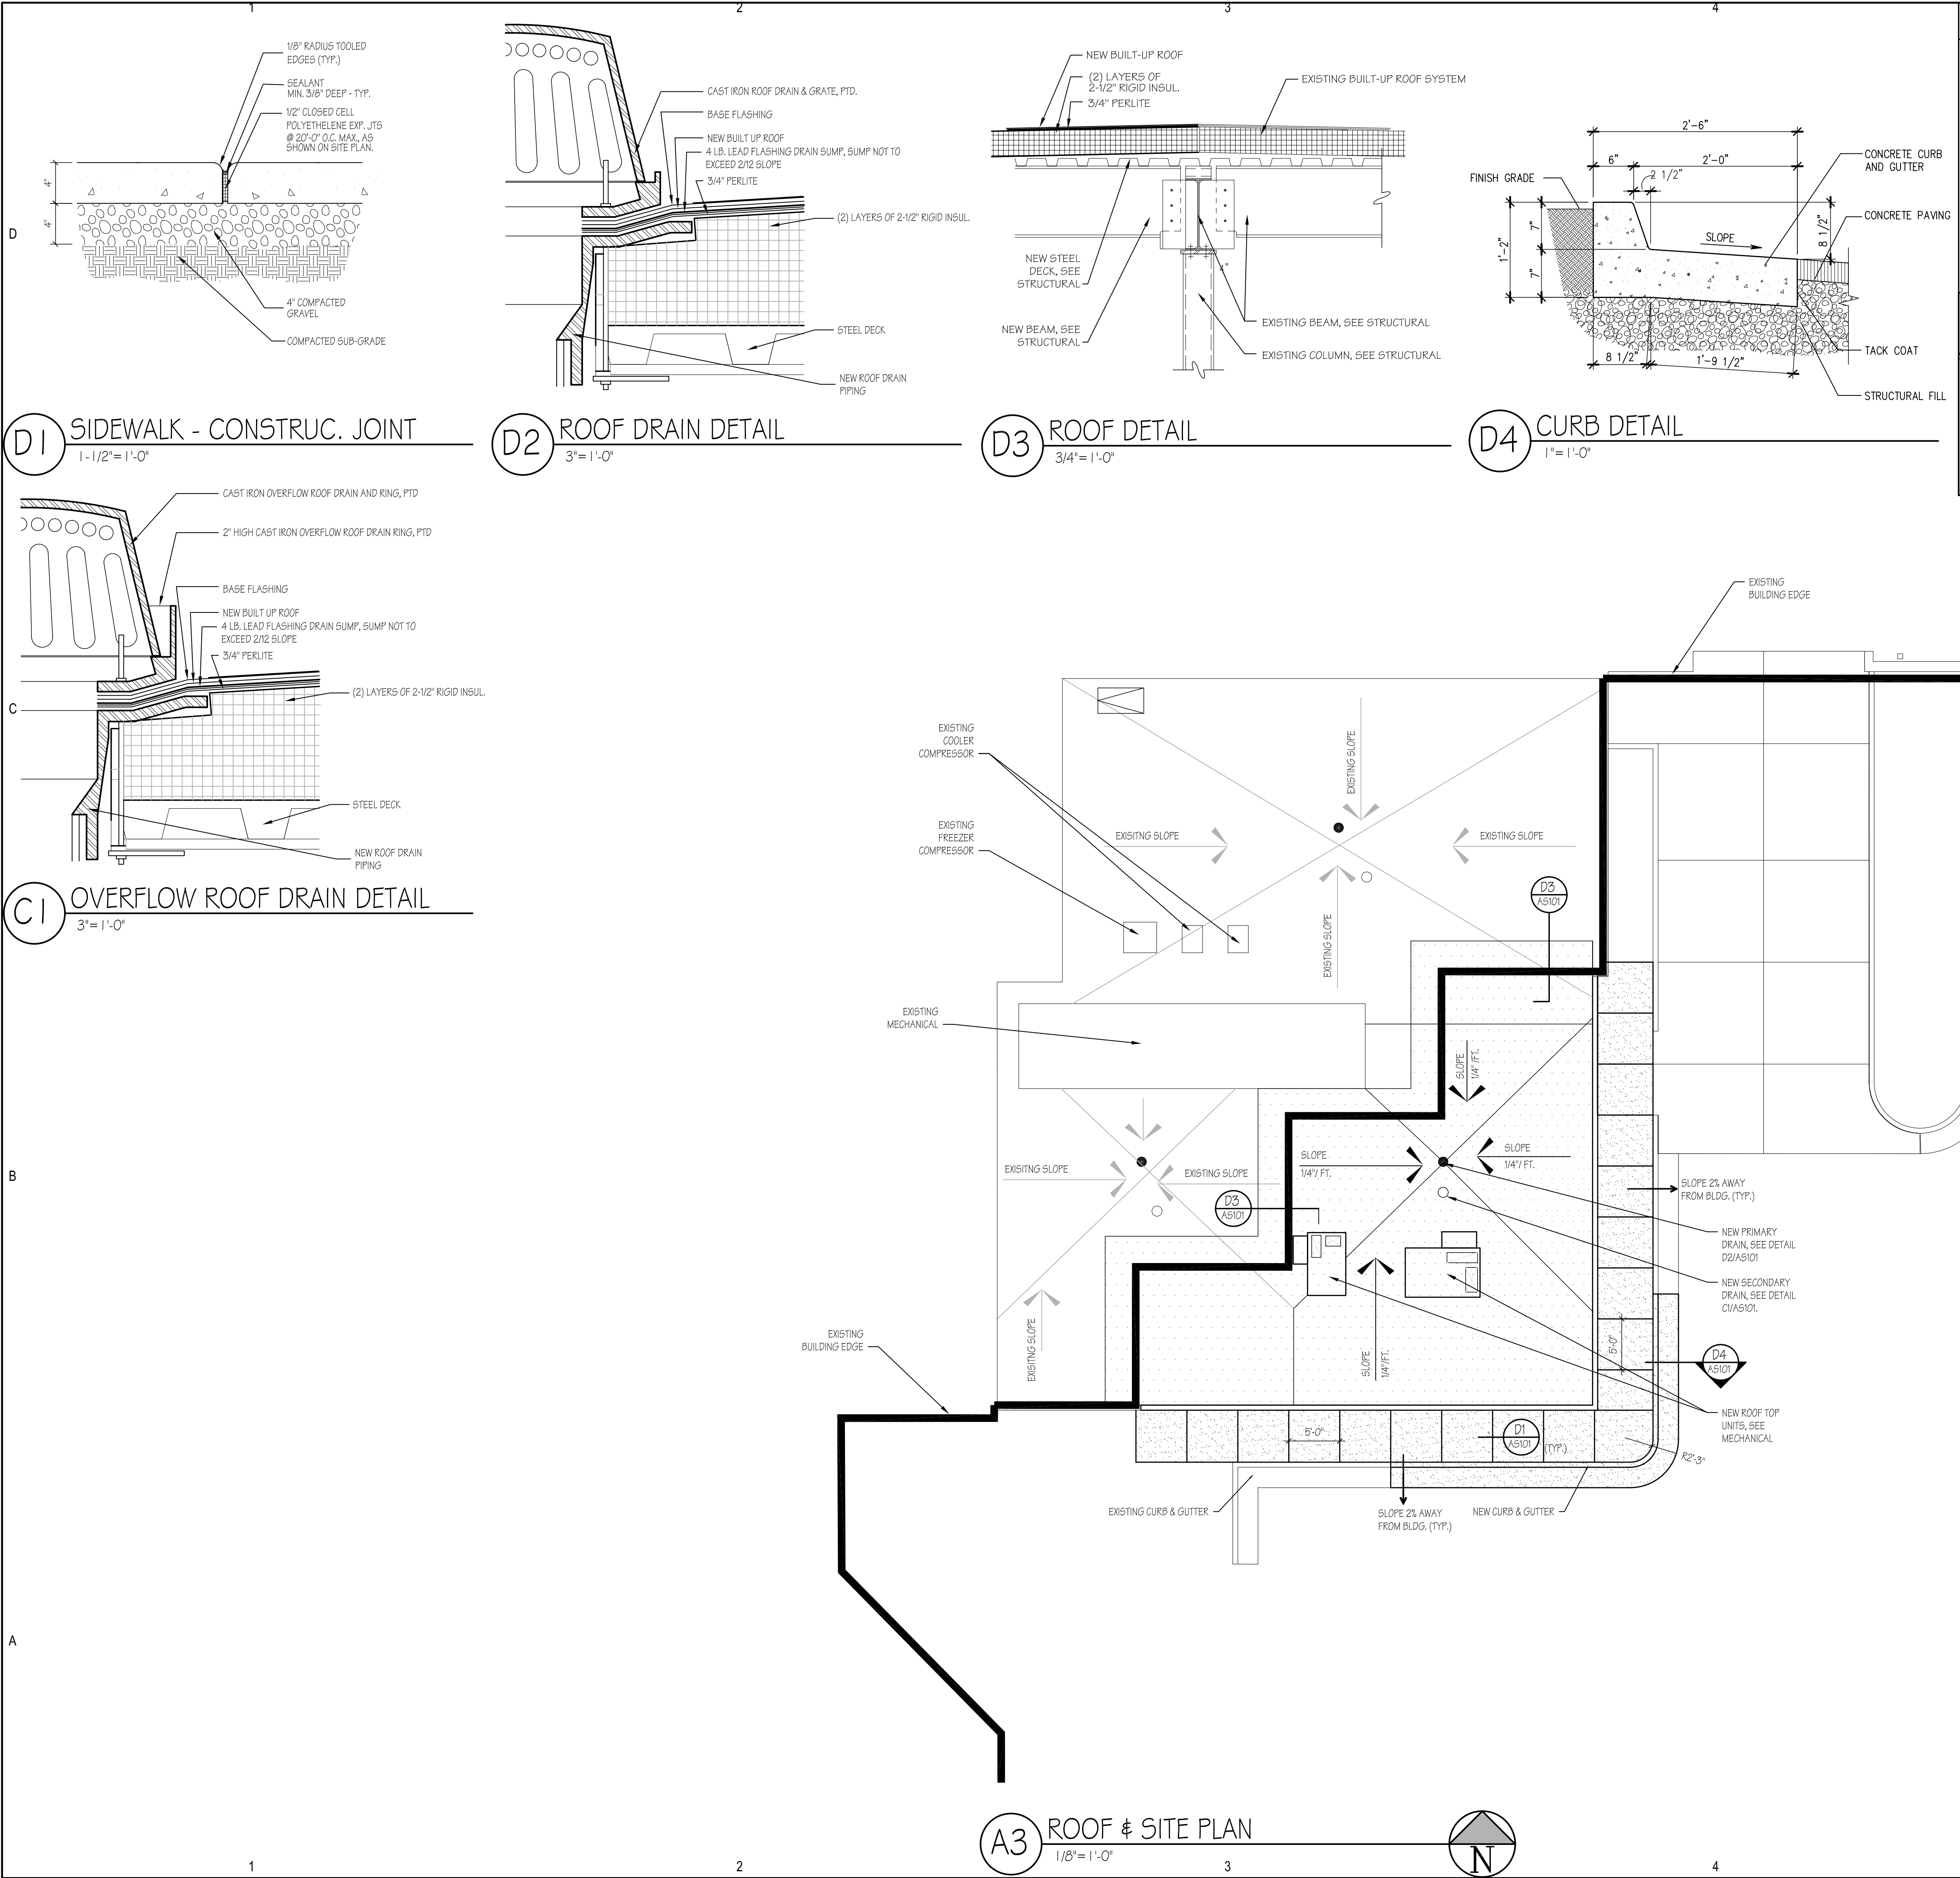 1
2
3
4
1/8" RADIUS TOOLED
EDGES (TYP.)
SEALANT
MIN. 3/8" DEEP - TYP.
1/2" CLOSED CELL
POLYETHELENE EXP. JTS
@ 20'-0" O.C. MAX., AS
SHOWN ON SITE PLAN.
4"
4"
4" COMPACTED
GRAVEL
COMPACTED SUB-GRADE
D1
SIDEWALK - CONSTRUC. JOINT
1-1/2"=1'-0"
CAST IRON ROOF DRAIN & GRATE, PTD.
BASE FLASHING
NEW BUILT UP ROOF
4 LB. LEAD FLASHING DRAIN SUMP, SUMP NOT TO
EXCEED 2/12 SLOPE
3/4" PERLITE
(2) LAYERS OF 2-1/2" RIGID INSUL.
STEEL DECK
NEW ROOF DRAIN
PIPING
D2
ROOF DRAIN DETAIL
3"=1'-0"
NEW BUILT-UP ROOF
(2) LAYERS OF
2-1/2" RIGID INSUL.
3/4" PERLITE
EXISTING BUILT-UP ROOF SYSTEM
NEW STEEL
DECK, SEE
STRUCTURAL
4"
NEW BEAM, SEE
STRUCTURAL
EXISTING BEAM, SEE STRUCTURAL
EXISTING COLUMN, SEE STRUCTURAL
D3
ROOF DETAIL
3/4"=1'-0"
2'-6"
6"
2'-0"
2 1/2"
FINISH GRADE
CONCRETE CURB
AND GUTTER
CONCRETE PAVING
SLOPE
8 1/2"
1'-2"
7"
7"
8 1/2"
1'-9 1/2"
TACK COAT
STRUCTURAL FILL
D4
CURB DETAIL
1"=1'-0"
D
CAST IRON OVERFLOW ROOF DRAIN AND RING, PTD
2" HIGH CAST IRON OVERFLOW ROOF DRAIN RING, PTD
BASE FLASHING
NEW BUILT UP ROOF
4 LB. LEAD FLASHING DRAIN SUMP, SUMP NOT TO
EXCEED 2/12 SLOPE
3/4" PERLITE
(2) LAYERS OF 2-1/2" RIGID INSUL.
STEEL DECK
NEW ROOF DRAIN
PIPING
C1
OVERFLOW ROOF DRAIN DETAIL
3"=1'-0"
C
EXISTING
BUILDING EDGE
EXISTING
COOLER
COMPRESSOR
EXISTING SLOPE
EXISTING
FREEZER
COMPRESSOR
EXISITNG SLOPE
EXISTING SLOPE
EXISTING SLOPE
D3
AS101
EXISTING
MECHANICAL
SLOPE
1/4" /FT.
EXISITNG SLOPE
EXISTING SLOPE
SLOPE
1/4"/ FT.
SLOPE
1/4"/ FT.
D3
AS101
SLOPE 2% AWAY
FROM BLDG. (TYP.)
NEW PRIMARY
DRAIN, SEE DETAIL
D2/AS101
NEW SECONDARY
DRAIN, SEE DETAIL
C1/AS101.
EXISTING
BUILDING EDGE
EXISITNG SLOPE
SLOPE
1/4"/FT.
5'-0"
D4
AS101
NEW ROOF TOP
UNITS, SEE
MECHANICAL
5'-0"
D1
AS101
(TYP.)
R2'-3"
EXISTING CURB & GUTTER
SLOPE 2% AWAY
FROM BLDG. (TYP.)
NEW CURB & GUTTER
B
A
A3
ROOF & SITE PLAN
1/8"=1'-0"
N
1
2
3
4